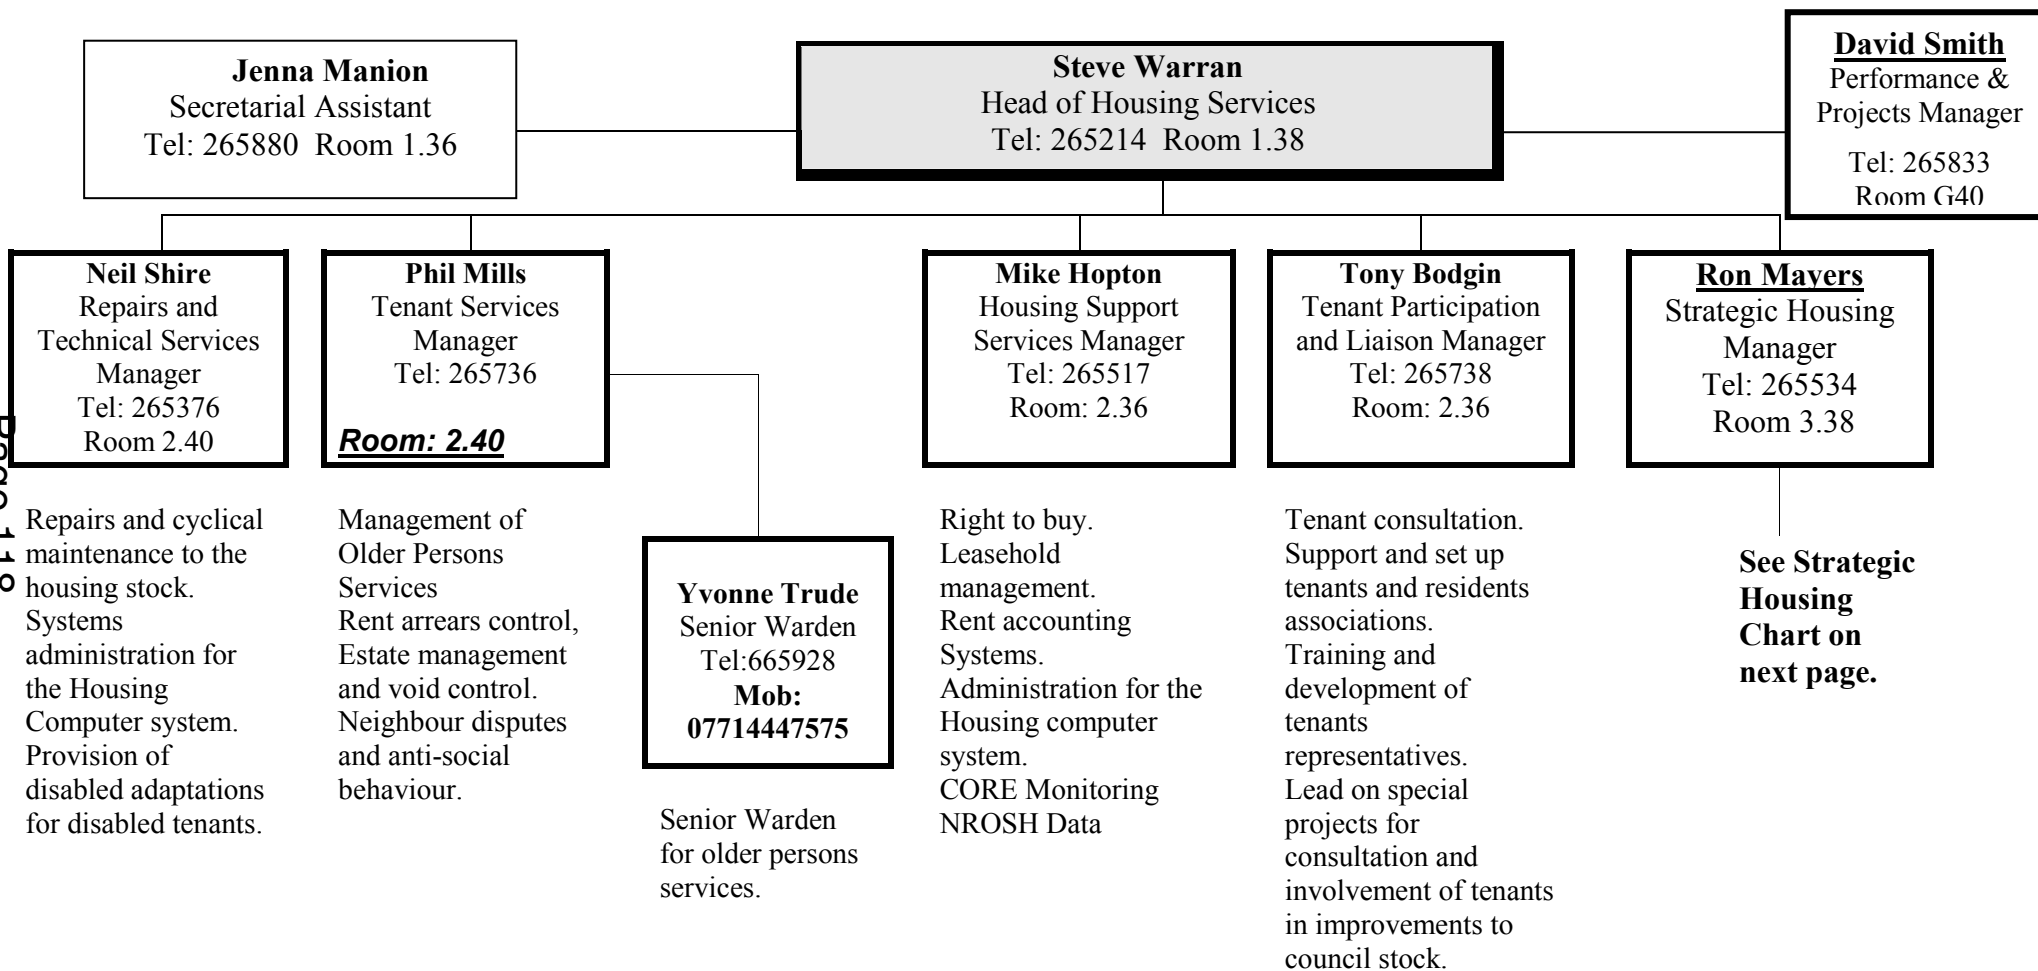 Jenna Manion
Secretarial Assistant
Tel: 265880  Room 1.36
Steve Warran
Head of Housing Services
Tel: 265214  Room 1.38
David Smith
Performance &
Projects Manager
Tel: 265833
Room G40
Neil Shire
Repairs and
Technical Services
Manager
Tel: 265376
Room 2.40
Phil Mills
Tenant Services
Manager
Tel: 265736
Room: 2.40
Mike Hopton
Housing Support
Services Manager
Tel: 265517
Room: 2.36
Tony Bodgin
Tenant Participation
and Liaison Manager
Tel: 265738
Room: 2.36
Ron Mayers
Strategic Housing
Manager
Tel: 265534
Room 3.38
Repairs and cyclical
maintenance to the
housing stock.
Systems
administration for
the Housing
Computer system.
Provision of
disabled adaptations
for disabled tenants.
Management of
Older Persons
Services
Rent arrears control,
Estate management
and void control.
Neighbour disputes
and anti-social
behaviour.
Yvonne Trude
Senior Warden
Tel:665928
Mob:
07714447575
Senior Warden
for older persons
services.
Right to buy.
Leasehold
management.
Rent accounting
Systems.
Administration for the
Housing computer
system.
CORE Monitoring
NROSH Data
Tenant consultation.
Support and set up
tenants and residents
associations.
Training and
development of
tenants
representatives.
Lead on special
projects for
consultation and
involvement of tenants
in improvements to
council stock.
See Strategic
Housing
Chart on
next page.